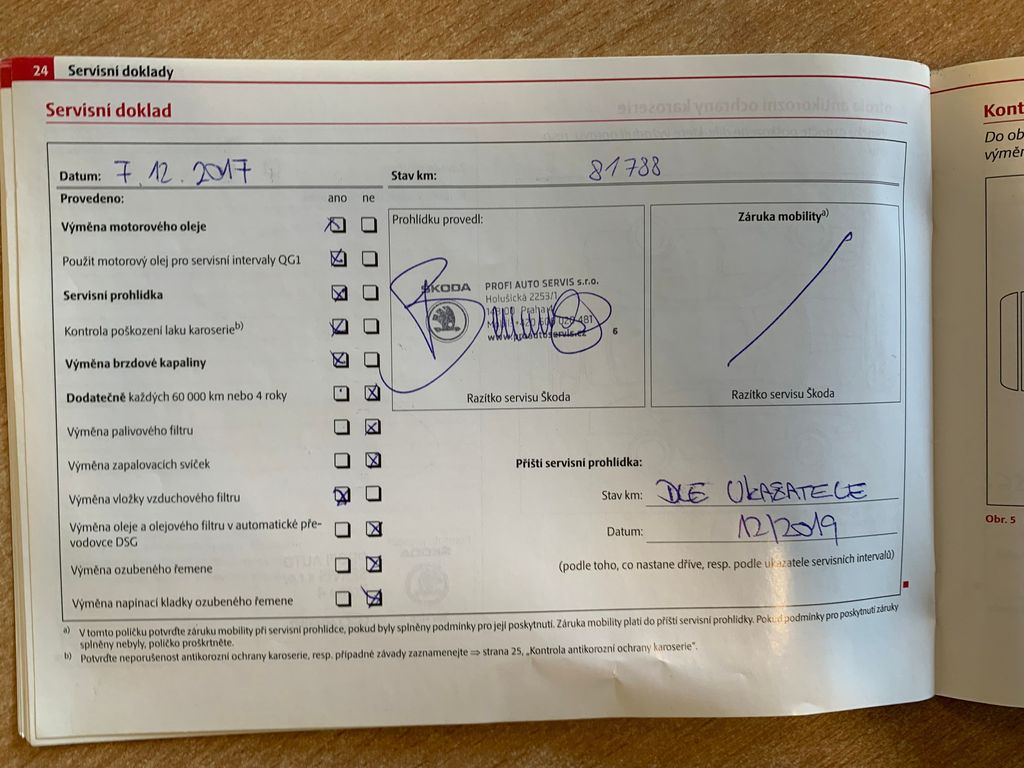 24 Servisní doklady
Servisní doklad
Datum: 7. 12. 2017 Stav km: 81788
Provedeno: ano ne
Výměna motorového oleje
Použit motorový olej pro servisní intervaly QG1
Servisní prohlídka
Kontrola poškození laku karoserie b)
Výměna brzdové kapaliny
Dodatečně každých 60 000 km nebo 4 roky
Výměna palivového filtru
Výměna zapalovacích svíček
Výměna vložky vzduchového filtru
Výměna oleje a olejového filtru v automatické pře-
vodovce DSG
Výměna ozubeného řemene
Výměna napínací kladky ozubeného řemene
Prohlídku provedl:
ŠKODA
PROFI AUTO SERVIS s.r.o.
Holušická 2253/1
Praha
6
Razítko servisu Škoda
Záruka mobility a)
Razítko servisu Škoda
Příští servisní prohlídka:
Stav km: DLE UKAZATELE
Datum: 12/2019
(podle toho, co nastane dříve, resp. podle ukazatele servisních intervalů)
a) V tomto políčku potvrďte záruku mobility při servisní prohlídce, pokud byly splněny podmínky pro její poskytnutí. Záruka mobility platí do příští servisní prohlídky. Pokud podmínky pro poskytnutí záruky
splněny nebyly, políčko proškrtněte.
b) Potvrďte neporušenost antikorozní ochrany karoserie, resp. případné závady zaznamenejte ⇒ strana 25, „Kontrola antikorozní ochrany karoserie“.
Kont
Do ob
výměr
Obr. 5